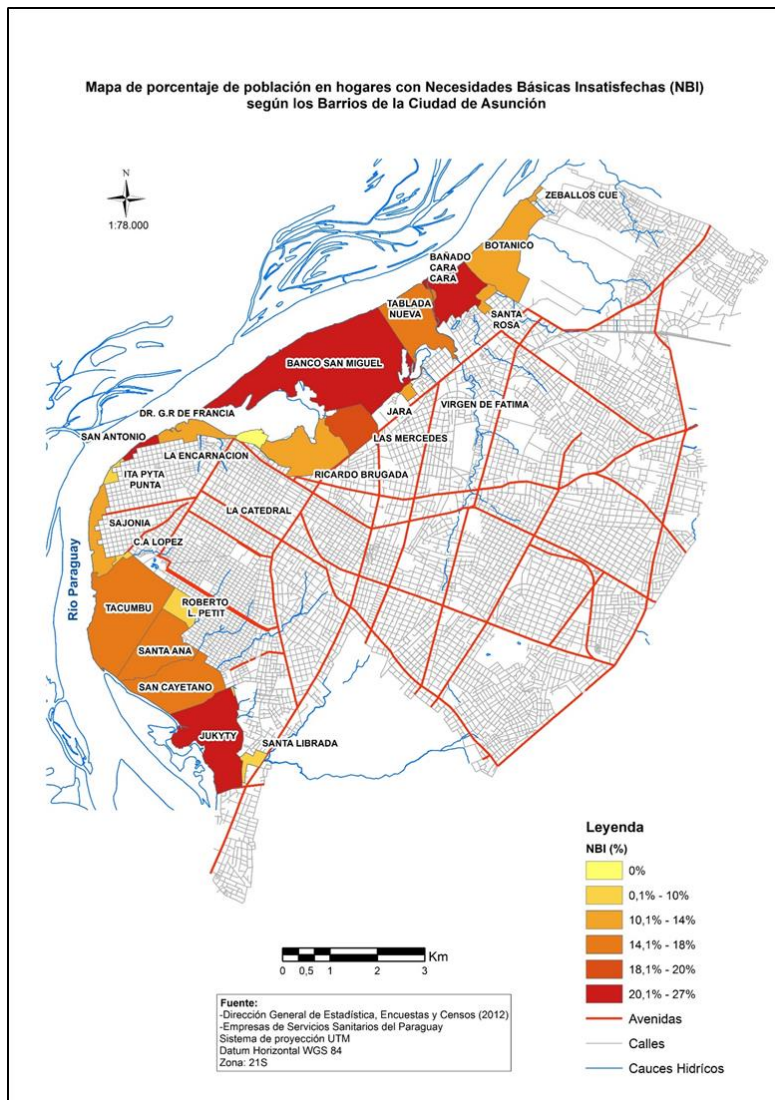 Mapa de porcentaje de población en hogares con Necesidades Básicas Insatisfechas (NBI)
según los Barrios de la Ciudad de Asunción
N
1:78.000
ZEBALLOS CUE
BOTANICO
BAÑADO
CARA
CARA
TABLADA
NUEVA
SANTA
ROSA
BANCO SAN MIGUEL
VIRGEN DE FATIMA
JARA
DR. G.R DE FRANCIA
LAS MERCEDES
SAN ANTONIO
LA ENCARNACION
RICARDO BRUGADA
ITA PYTA
PUNTA
LA CATEDRAL
SAJONIA
C.A LOPEZ
Río Paraguay
TACUMBU
ROBERTO
L. PETIT
SANTA ANA
SAN CAYETANO
JUKYTY
SANTA LIBRADA
Leyenda
NBI (%)
0%
0,1% - 10%
10,1% - 14%
14,1% - 18%
18,1% - 20%
20,1% - 27%
Avenidas
Calles
Cauces Hidrícos
Km
0 0,5 1 2 3
Fuente:
-Dirección General de Estadística, Encuestas y Censos (2012)
-Empresas de Servicios Sanitarios del Paraguay
Sistema de proyección UTM
Datum Horizontal WGS 84
Zona: 21S